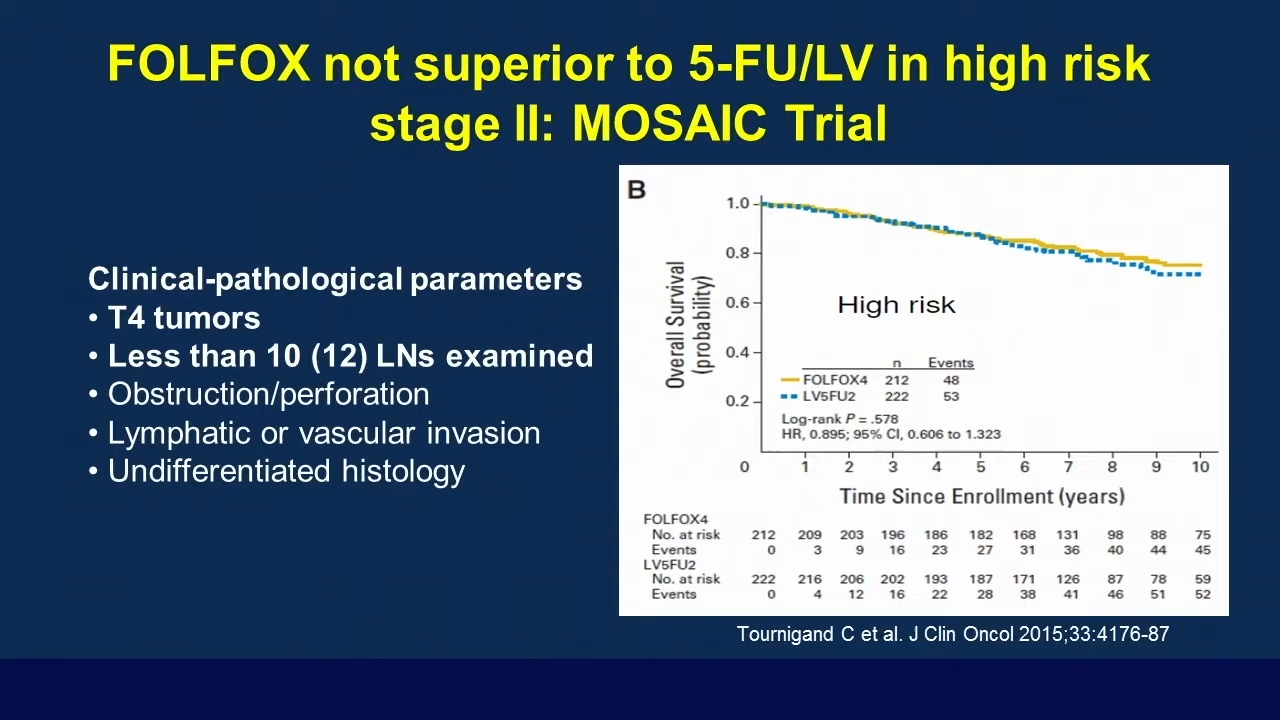 FOLFOX not superior to 5-FU/LV in high risk
stage II: MOSAIC Trial
Clinical-pathological parameters
• T4 tumors
• Less than 10 (12) LNs examined
• Obstruction/perforation
• Lymphatic or vascular invasion
• Undifferentiated histology
B
Overall Survival
(probability)
1.0
0.8
0.6
0.4
0.2
High risk
n Events
FOLFOX4 212 48
LV5FU2 222 53
Log-rank P = .578
HR, 0.895; 95% CI, 0.606 to 1.323
0 1 2 3 4 5 6 7 8 9 10
Time Since Enrollment (years)
FOLFOX4
No. at risk 212 209 203 196 186 182 168 131 98 88 75
Events 0 3 9 16 23 27 31 36 40 44 45
LV5FU2
No. at risk 222 216 206 202 193 187 171 126 87 78 59
Events 0 4 12 16 22 28 38 41 46 51 52
Tournigand C et al. J Clin Oncol 2015;33:4176-87